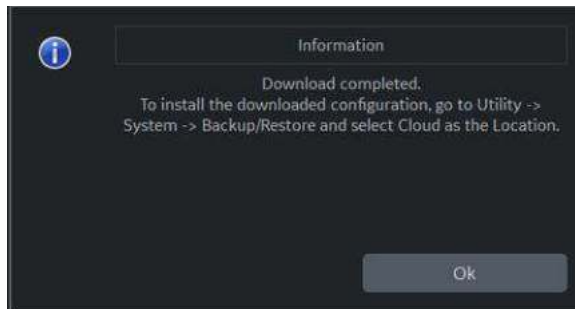 Information
Download completed.
To install the downloaded configuration, go to Utility ->
System -> Backup/Restore and select Cloud as the Location.
Ok